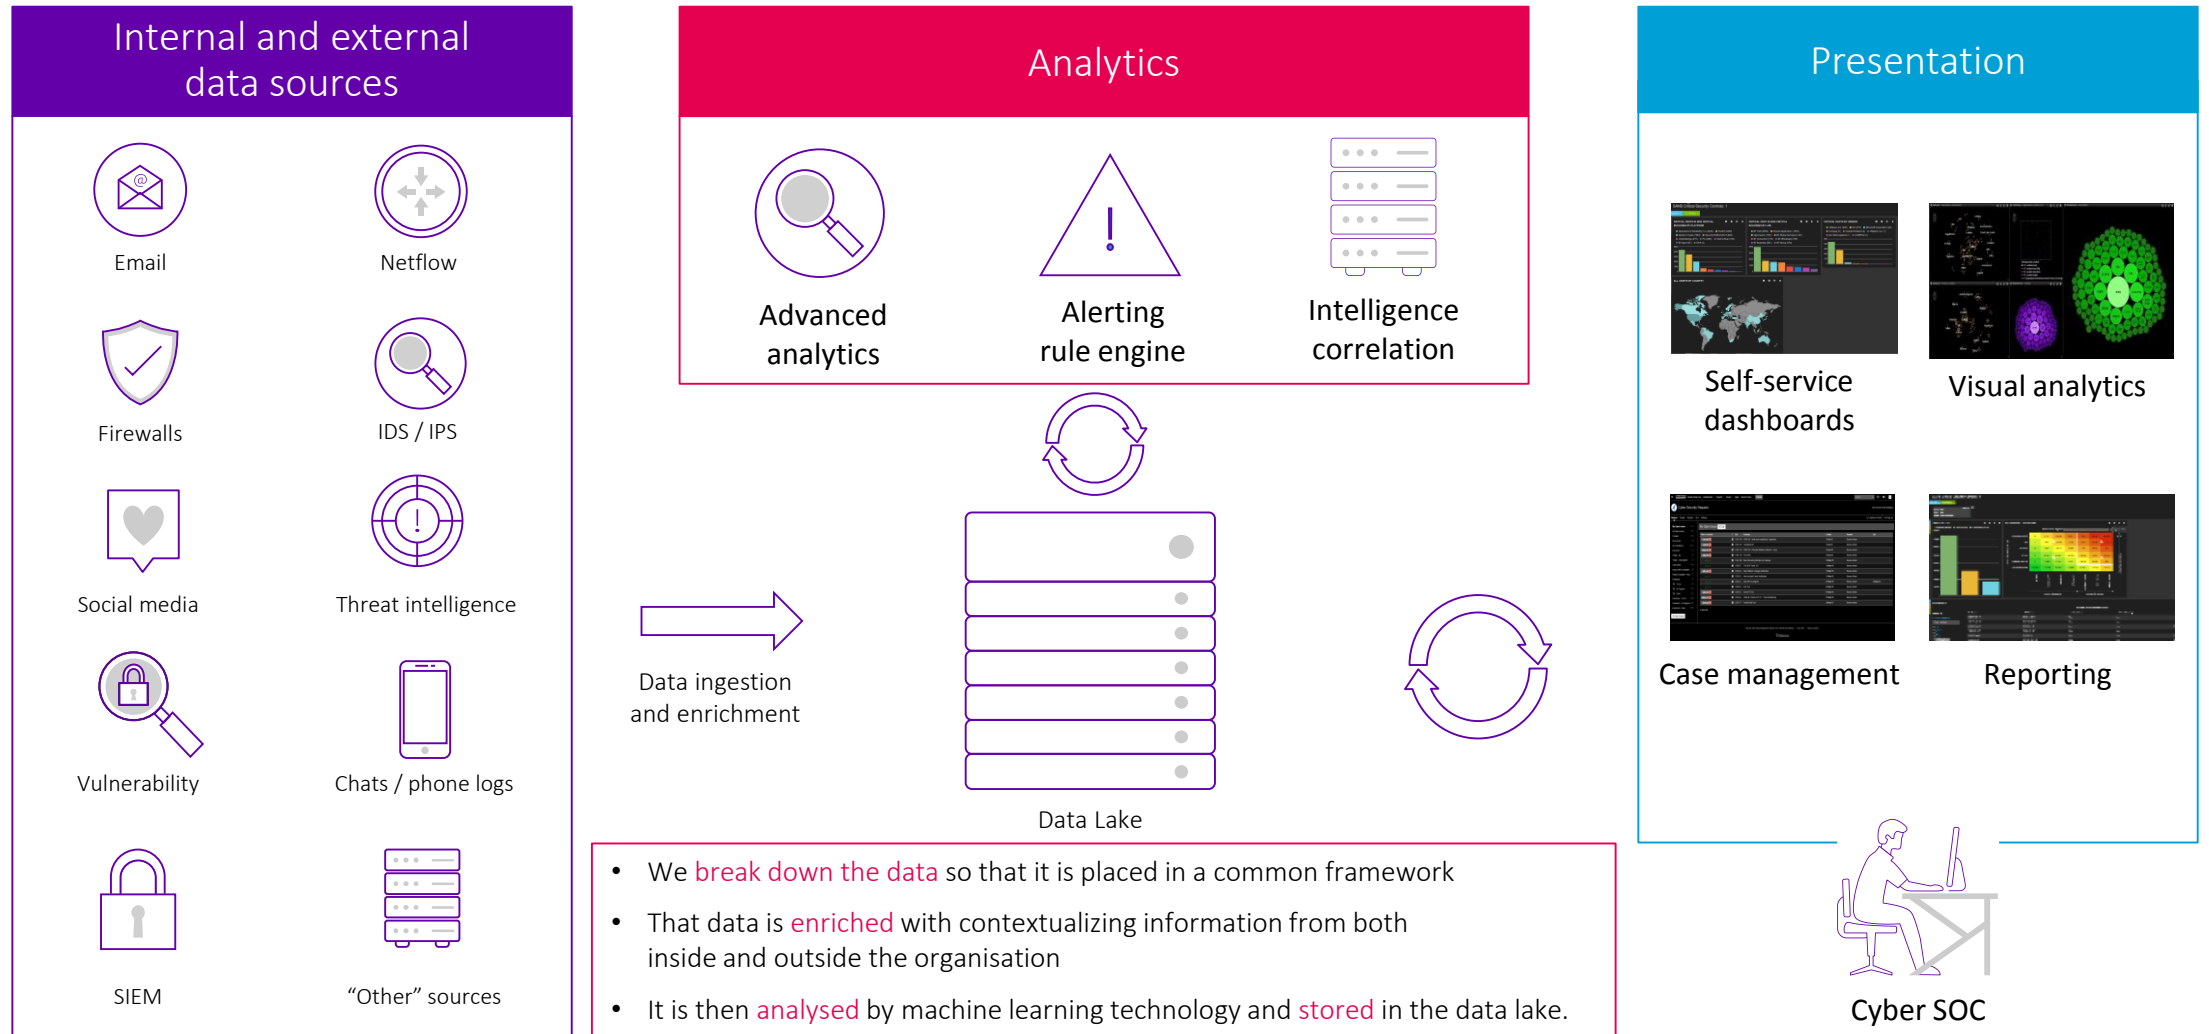 Internal and external
data sources
Email
Netflow
Firewalls
IDS / IPS
Social media
Threat intelligence
Vulnerability
Chats / phone logs
SIEM
“Other” sources
Analytics
Advanced
analytics
Alerting
rule engine
Intelligence
correlation
Data ingestion
and enrichment
Data Lake
• We break down the data so that it is placed in a common framework
• That data is enriched with contextualizing information from both
inside and outside the organisation
• It is then analysed by machine learning technology and stored in the data lake.
Presentation
Self-service
dashboards
Visual analytics
Case management
Reporting
Cyber SOC